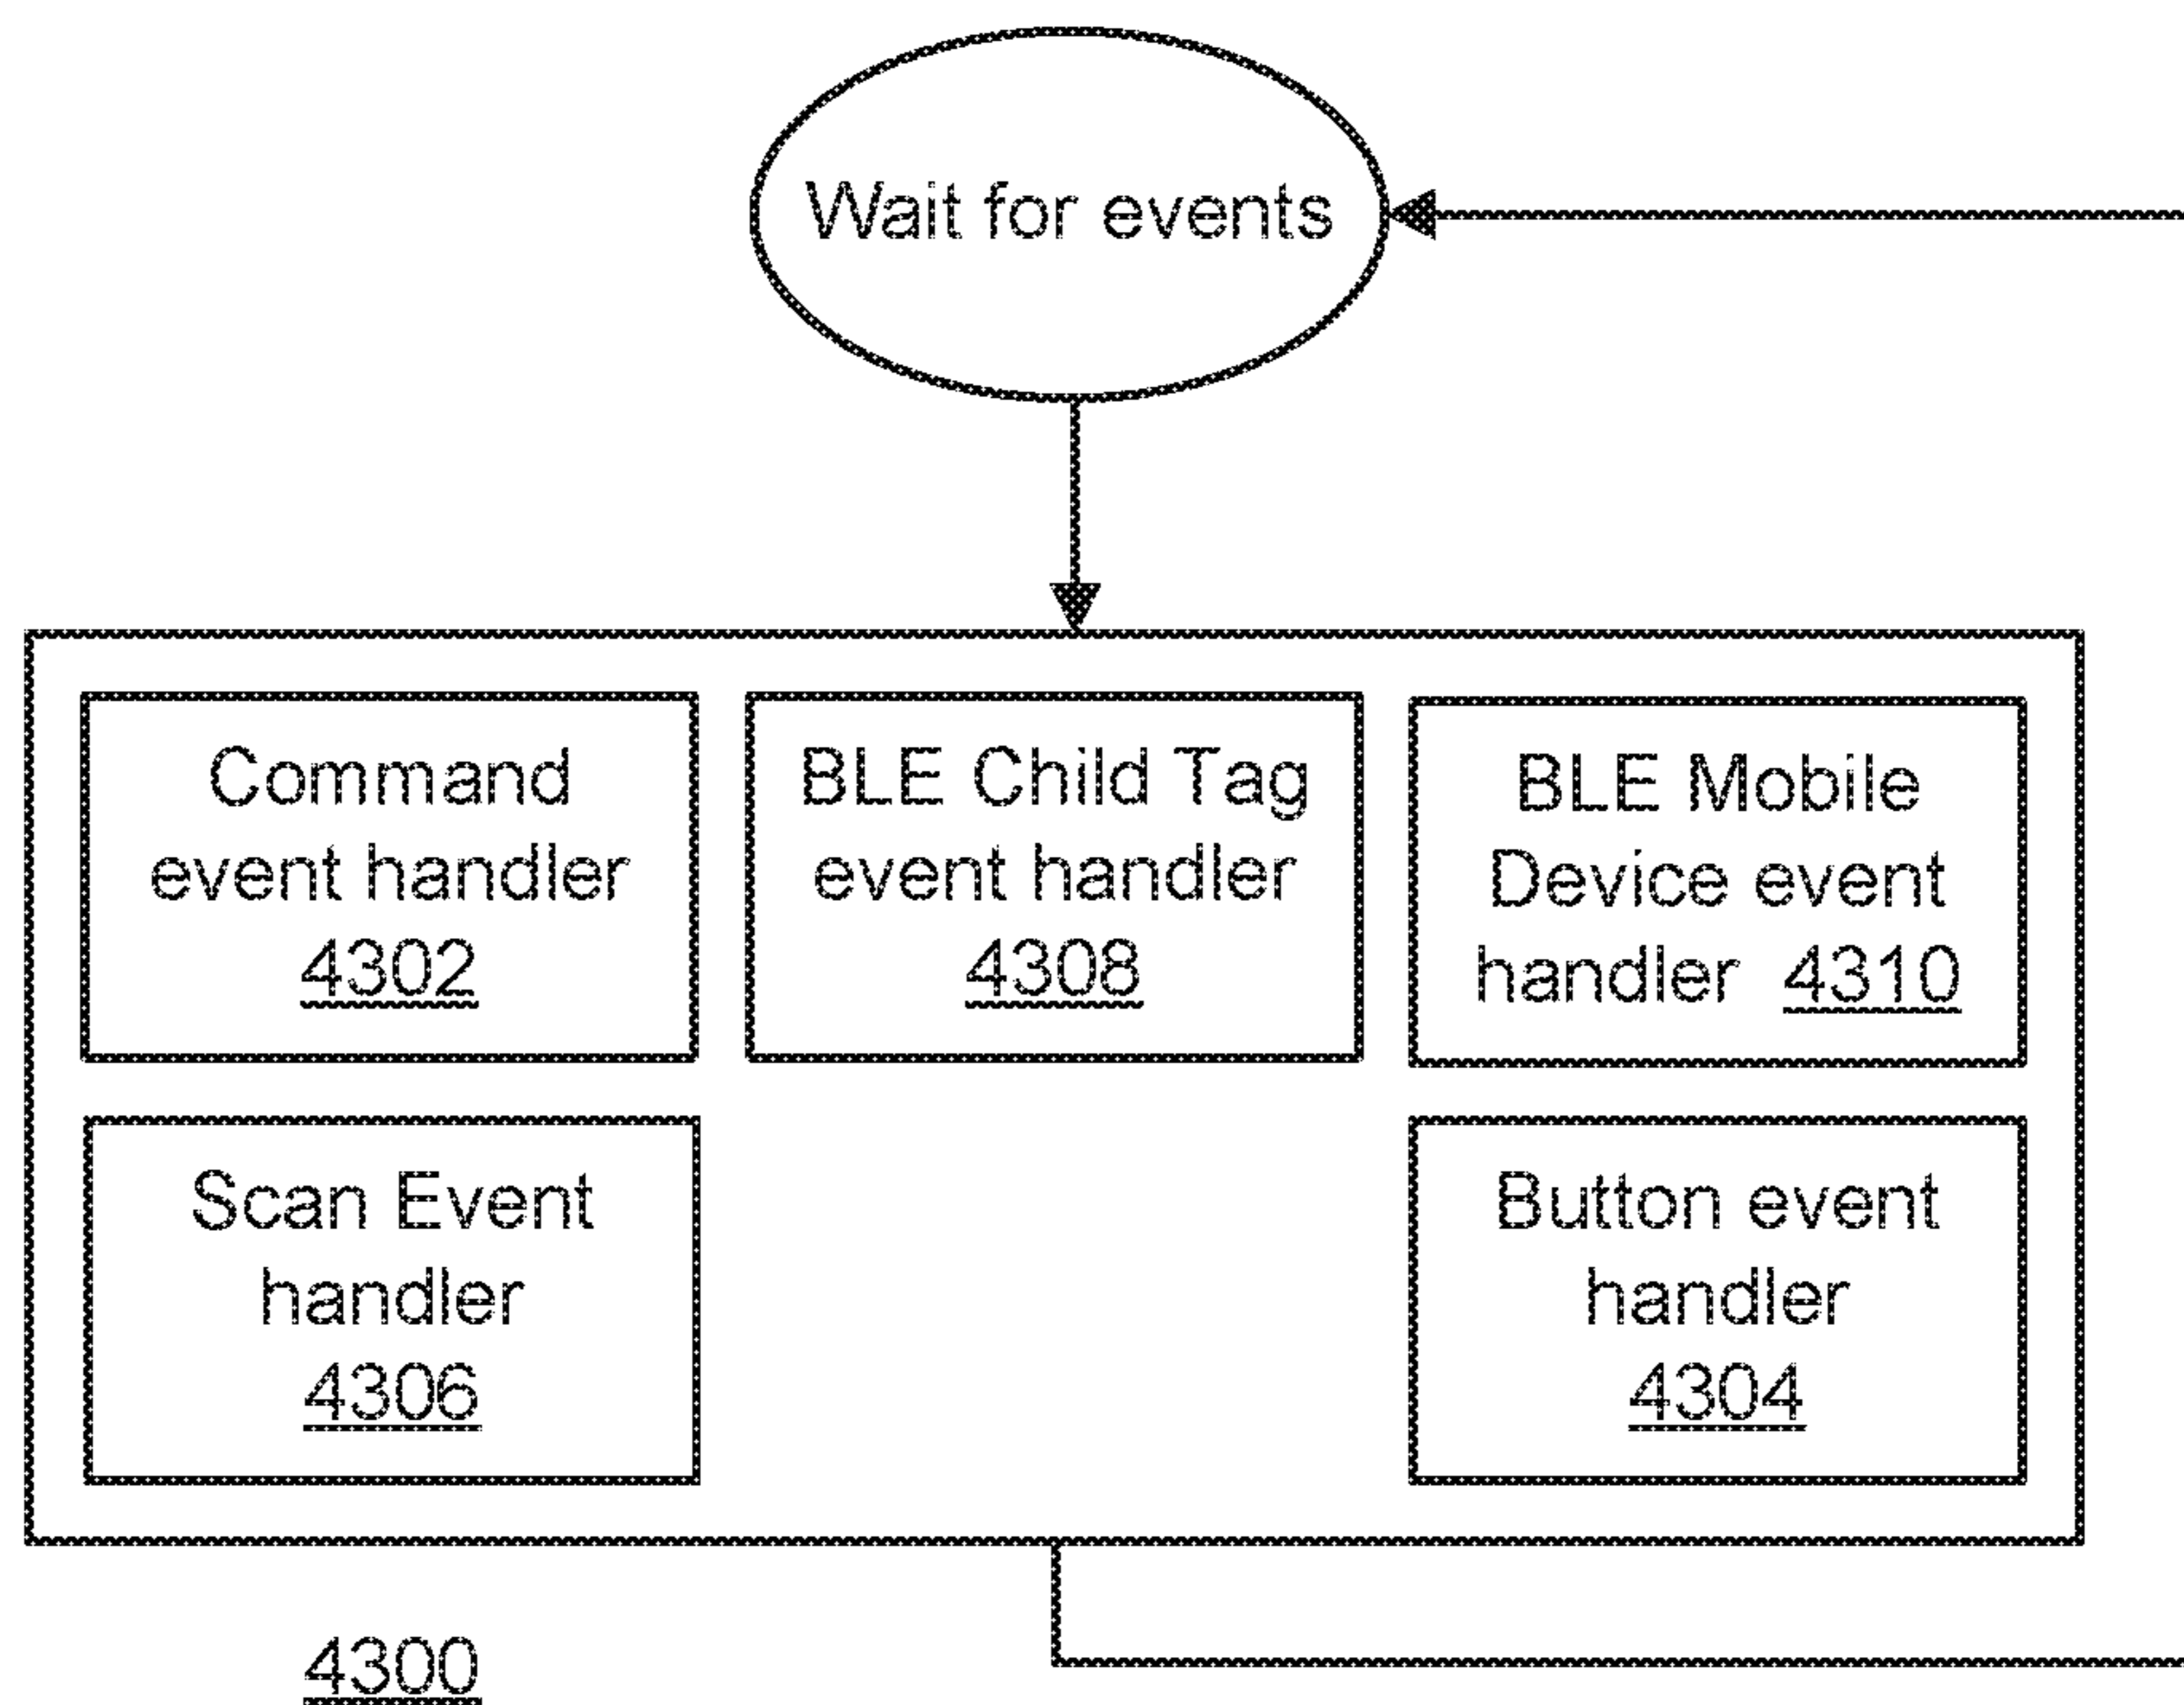 Wait for events
Command
event handler
4302
BLE Child Tag
event handler
4308
BLE Mobile
Device event
handler 4310
Scan Event
handler
4306
Button event
handler
4304
4300